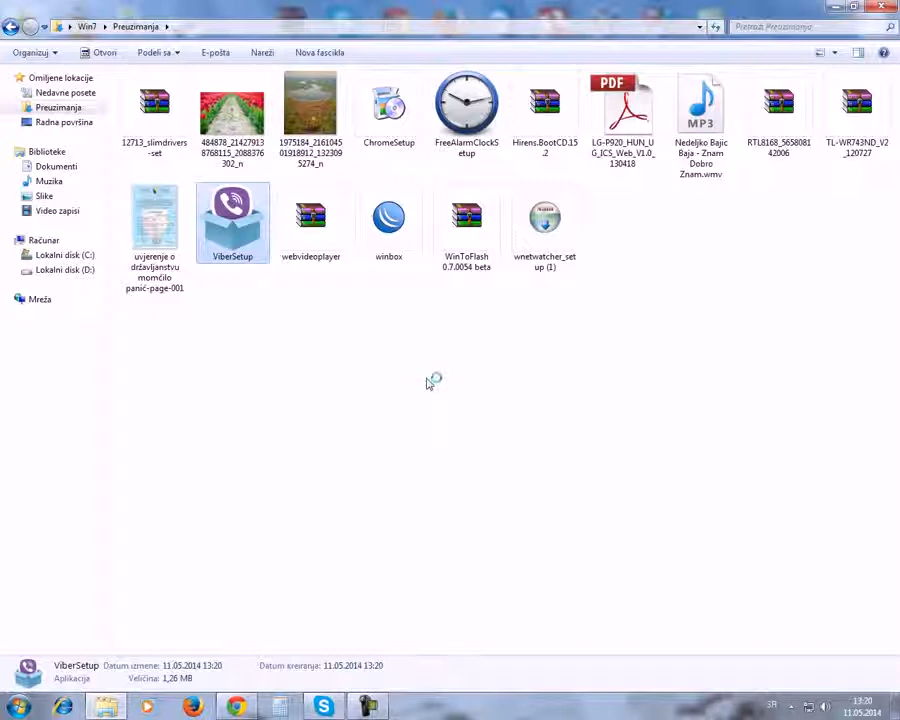 Win7 ▸ Preuzimanja ▸
Pretraži Preuzimanja
Organizuj Otvori Podeli sa E-pošta Nareži Nova fascikla
Omiljene lokacije
Nedavne posete
Preuzimanja
Radna površina
Biblioteke
Dokumenti
Muzika
Slike
Video zapisi
Računar
Lokalni disk (C:)
Lokalni disk (D:)
Mreža
12713_slimdrivers
-set
484878_21427913
8768115_2088376
302_n
1975184_2161045
01918912_132309
5274_n
ChromeSetup
FreeAlarmClockS
etup
Hirens.BootCD.15
.2
PDF
LG-P920_HUN_U
G_ICS_Web_V1.0_
130418
MP3
Nedeljko Bajic
Baja - Znam
Dobro
Znam.wmv
RTL8168_5658081
42006
TL-WR743ND_V2
_120727
uvjerenje o
državljanstvu
momčilo
panić-page-001
ViberSetup
webvideoplayer
winbox
WinToFlash
0.7.0054 beta
wnetwatcher_set
up (1)
ViberSetup Datum izmene: 11.05.2014 13:20 Datum kreiranja: 11.05.2014 13:20
Aplikacija Veličina: 1,26 MB
SR
13:20
11.05.2014